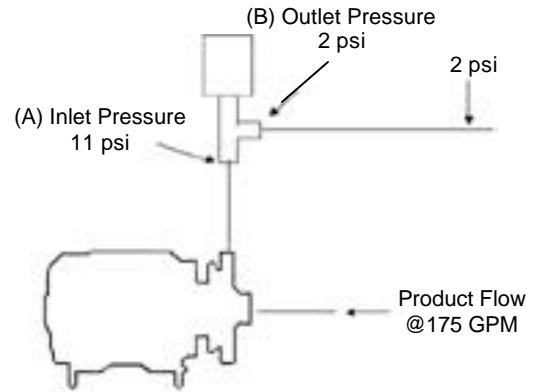 (B) Outlet Pressure
2 psi
2 psi
(A) Inlet Pressure
11 psi
Product Flow
@175 GPM